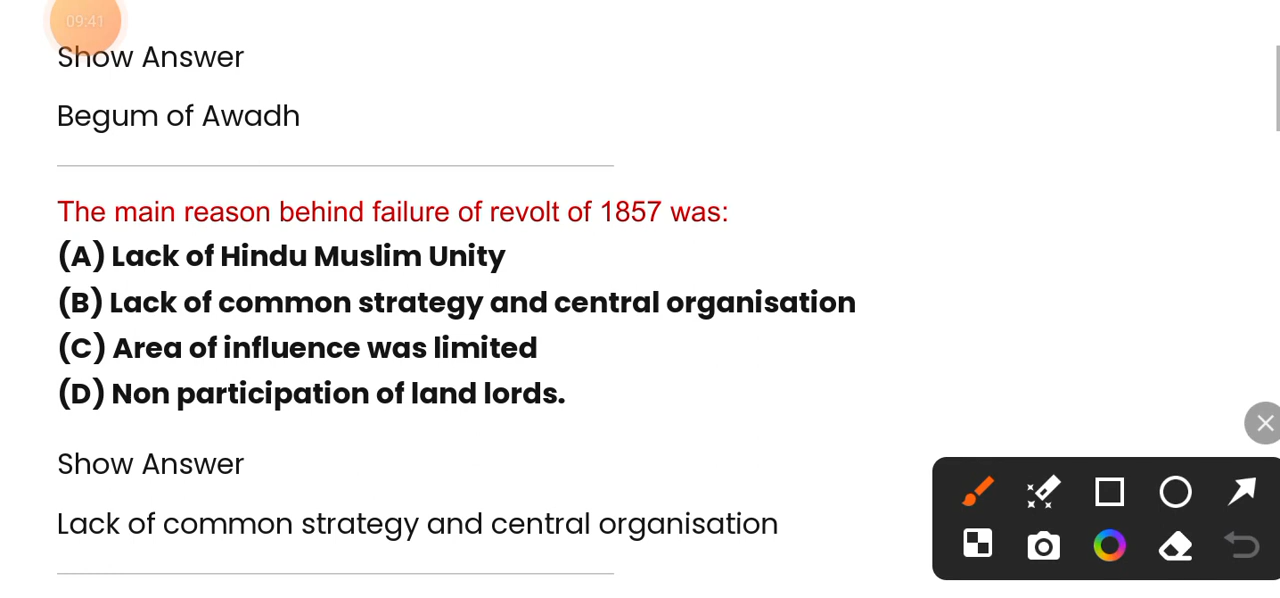 09:41
Show Answer
Begum of Awadh
The main reason behind failure of revolt of 1857 was:
(A) Lack of Hindu Muslim Unity
(B) Lack of common strategy and central organisation
(C) Area of influence was limited
(D) Non participation of land lords.
Show Answer
Lack of common strategy and central organisation